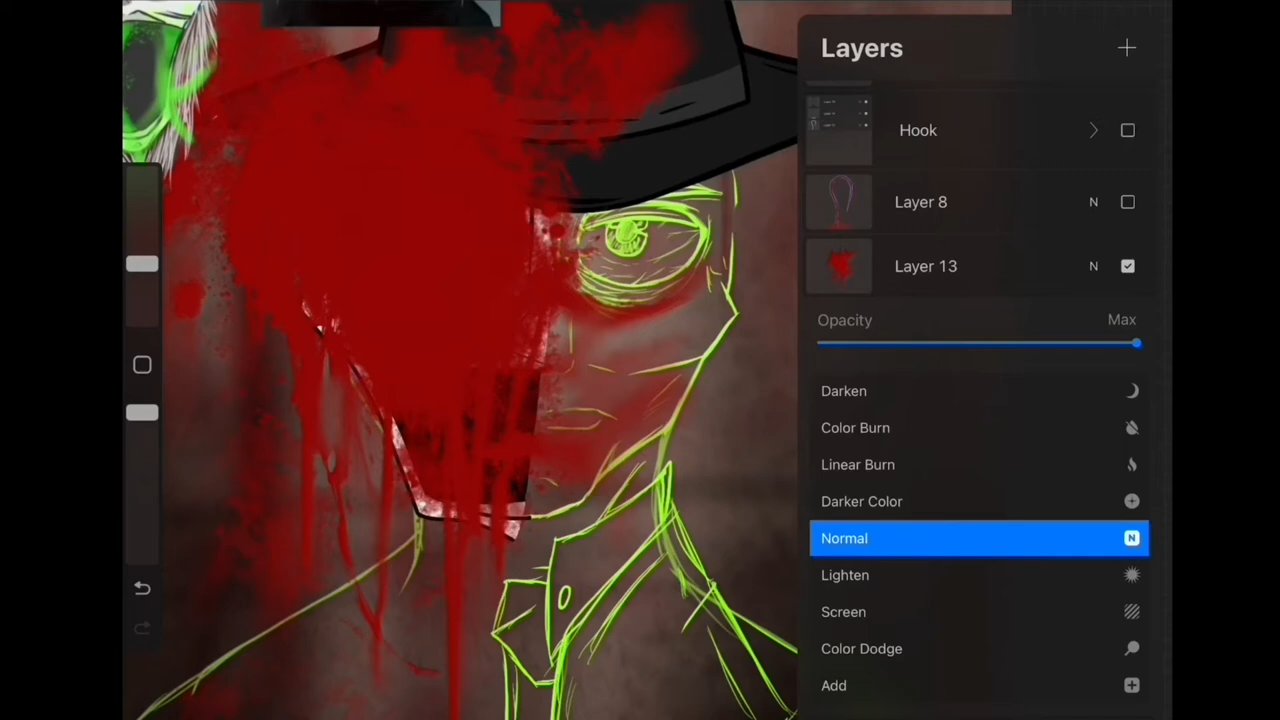 Layers
Hook
Layer 8 N
Layer 13 N
Opacity Max
Darken
Color Burn
Linear Burn
Darker Color
Normal N
Lighten
Screen
Color Dodge
Add